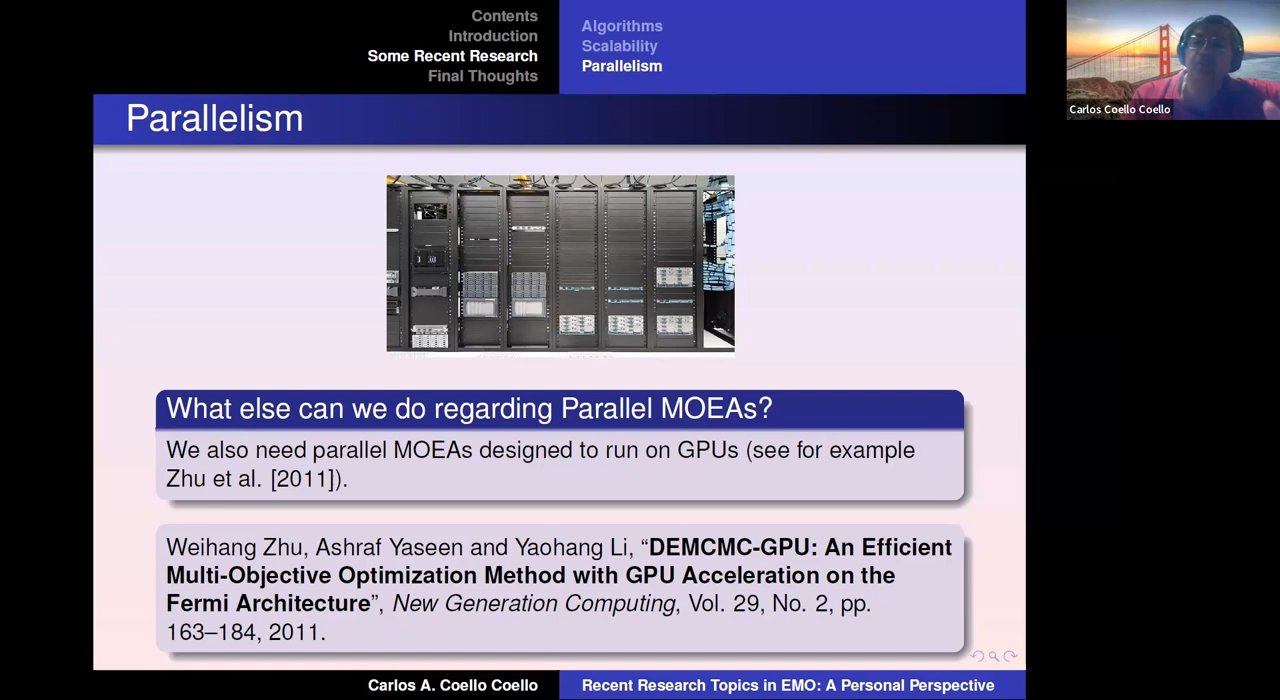 Contents
Introduction
Some Recent Research
Final Thoughts
Algorithms
Scalability
Parallelism
Carlos Coello Coello
Parallelism
What else can we do regarding Parallel MOEAs?
We also need parallel MOEAs designed to run on GPUs (see for example
Zhu et al. [2011]).
Weihang Zhu, Ashraf Yaseen and Yaohang Li, “DEMCMC-GPU: An Efficient
Multi-Objective Optimization Method with GPU Acceleration on the
Fermi Architecture”, New Generation Computing, Vol. 29, No. 2, pp.
163–184, 2011.
Carlos A. Coello Coello
Recent Research Topics in EMO: A Personal Perspective